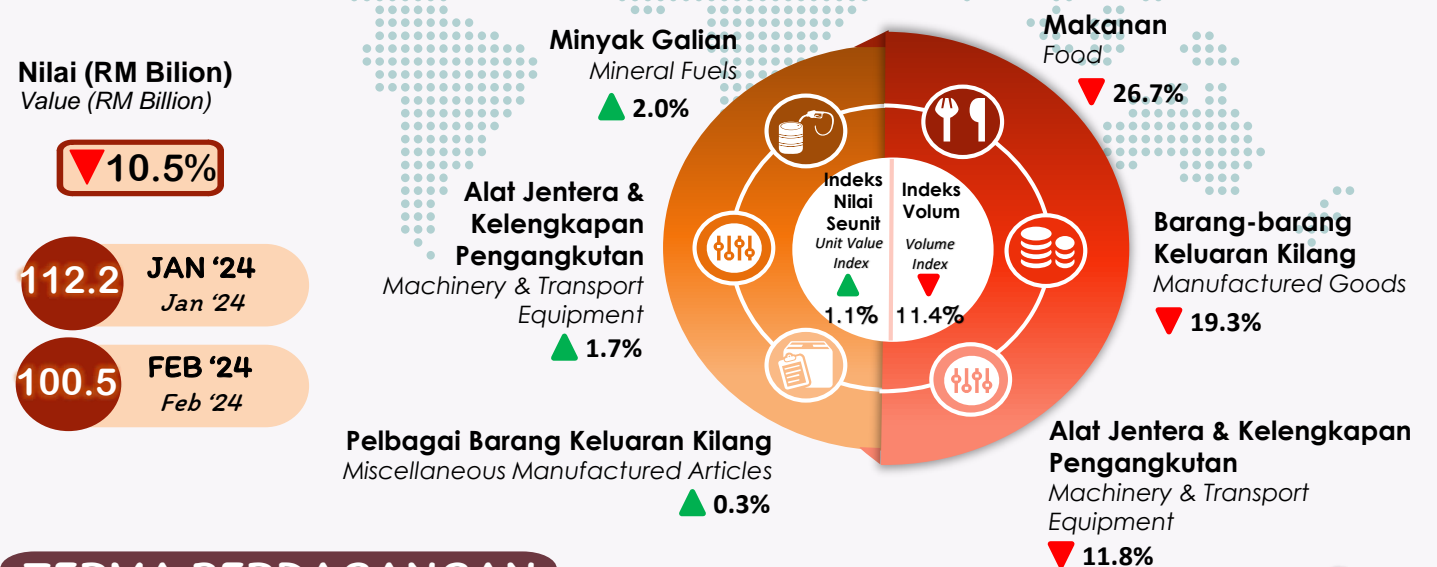 Nilai (RM Bilion)
Value (RM Billion)
▼10.5%
112.2
JAN ‘24
Jan ‘24
100.5
FEB ‘24
Feb ‘24
Minyak Galian
Mineral Fuels
▲ 2.0%
Alat Jentera &
Kelengkapan
Pengangkutan
Machinery & Transport
Equipment
▲ 1.7%
Pelbagai Barang Keluaran Kilang
Miscellaneous Manufactured Articles
▲ 0.3%
Indeks
Nilai
Seunit
Unit Value
Index
▲
1.1%
Indeks
Volum
Volume
Index
▼
11.4%
Makanan
Food
▼ 26.7%
Barang-barang
Keluaran Kilang
Manufactured Goods
▼ 19.3%
Alat Jentera & Kelengkapan
Pengangkutan
Machinery & Transport
Equipment
▼ 11.8%
TERMA PERDAGANGAN